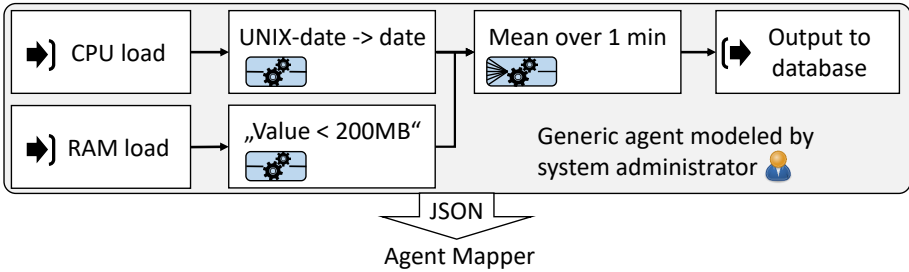 CPU load
UNIX-date -> date
Mean over 1 min
Output to
database
RAM load
„Value < 200MB“
Generic agent modeled by
system administrator
JSON
Agent Mapper